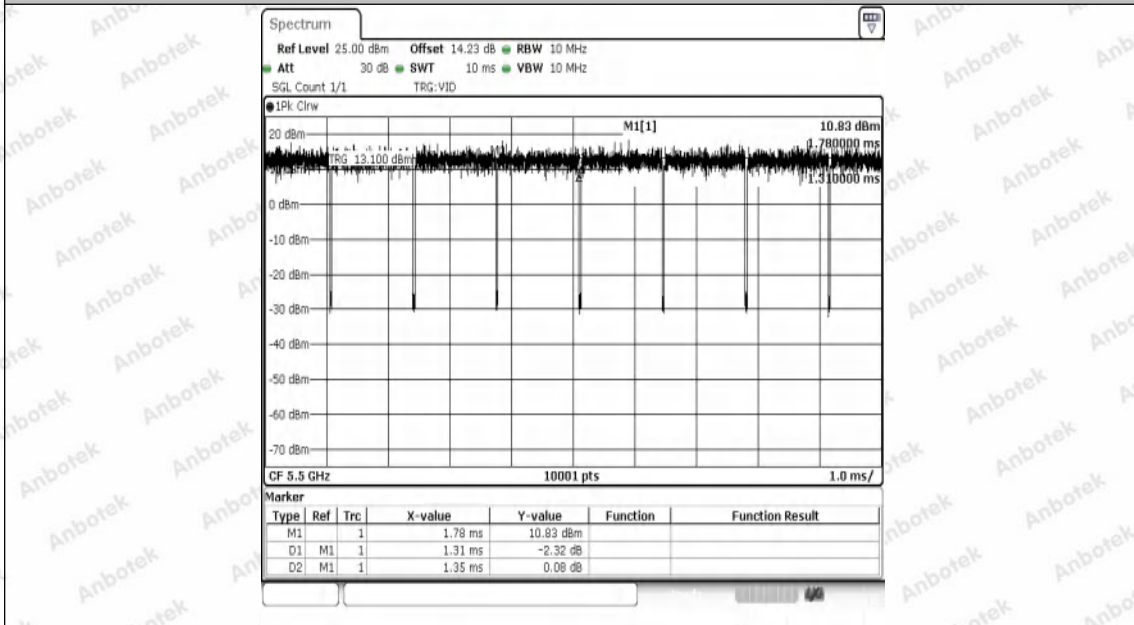 Spectrum
Ref Level 25.00 dBm Offset 14.23 dB RBW 10 MHz
Att 30 dB SWT 10 ms VBW 10 MHz
SGL Count 1/1 TRG:VID
1Pk Clrw
M1[1] 10.83 dBm
20 dBm
1.780000 ms
TRG 13.100 dBm
1.310000 ms
0 dBm
-10 dBm
-20 dBm
-30 dBm
-40 dBm
-50 dBm
-60 dBm
-70 dBm
CF 5.5 GHz 10001 pts 1.0 ms/
Marker
Type Ref Trc X-value Y-value Function Function Result
M1 1 1.78 ms 10.83 dBm
D1 M1 1 1.31 ms -2.32 dB
D2 M1 1 1.35 ms 0.08 dB
Anbotek